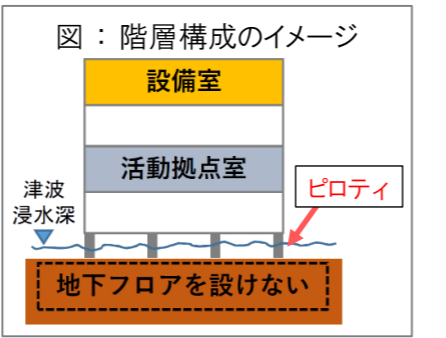 図 : 階層構成のイメージ
設備室
活動拠点室
ピロティ
津波
浸水深
地下フロアを設けない